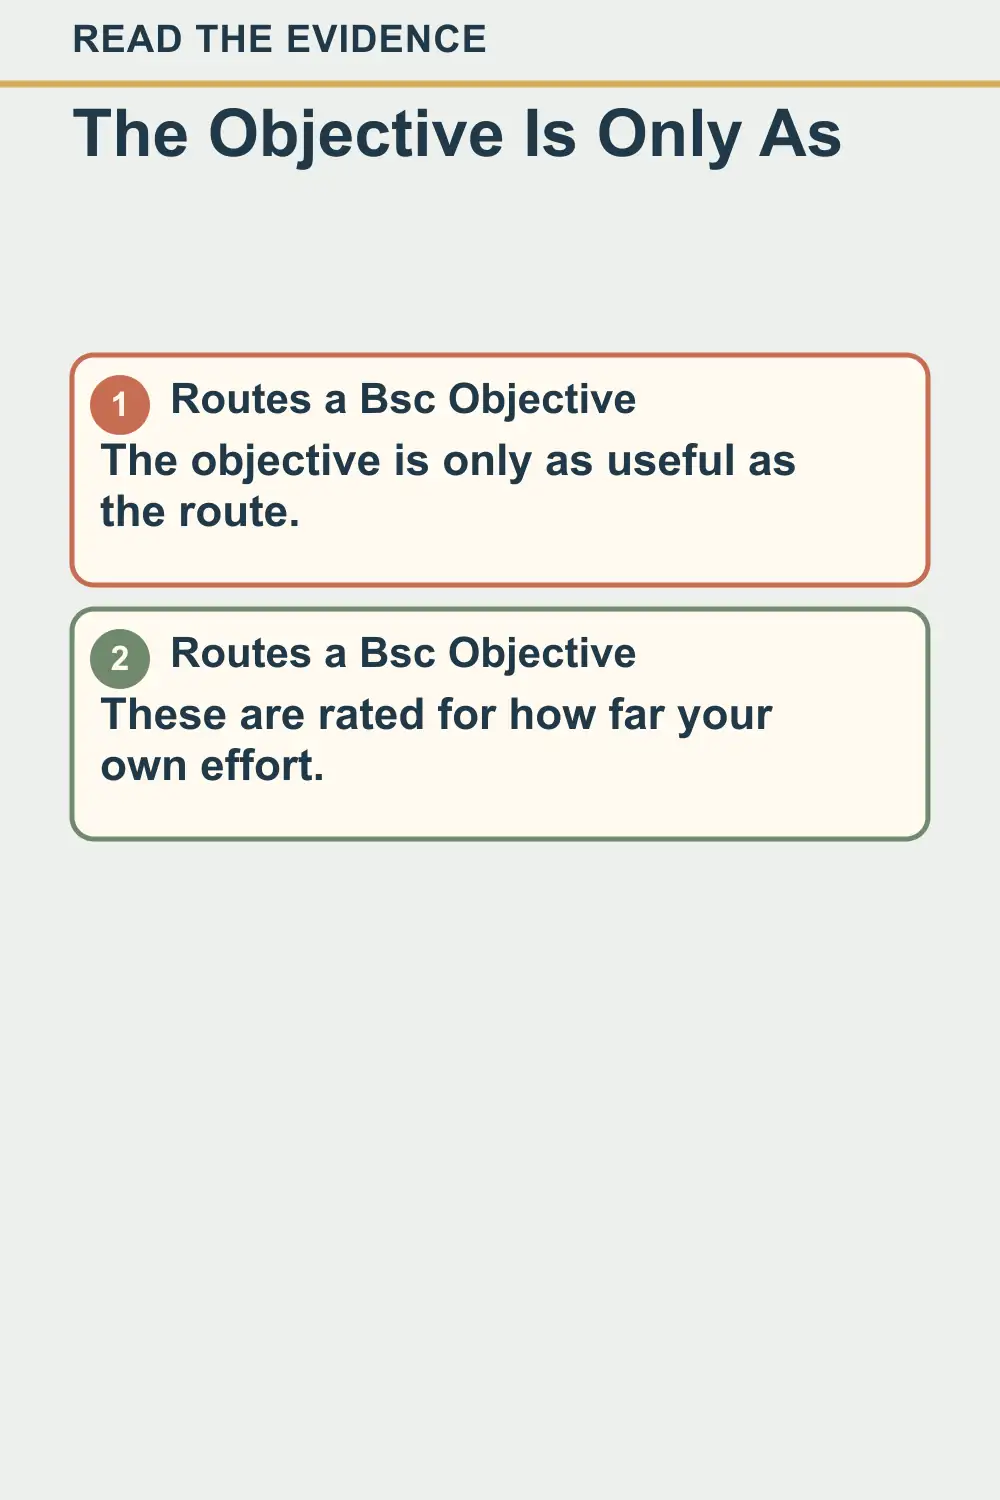 READ THE EVIDENCE
The Objective Is Only As
1 Routes a Bsc Objective
The objective is only as useful as
the route.
2 Routes a Bsc Objective
These are rated for how far your
own effort.